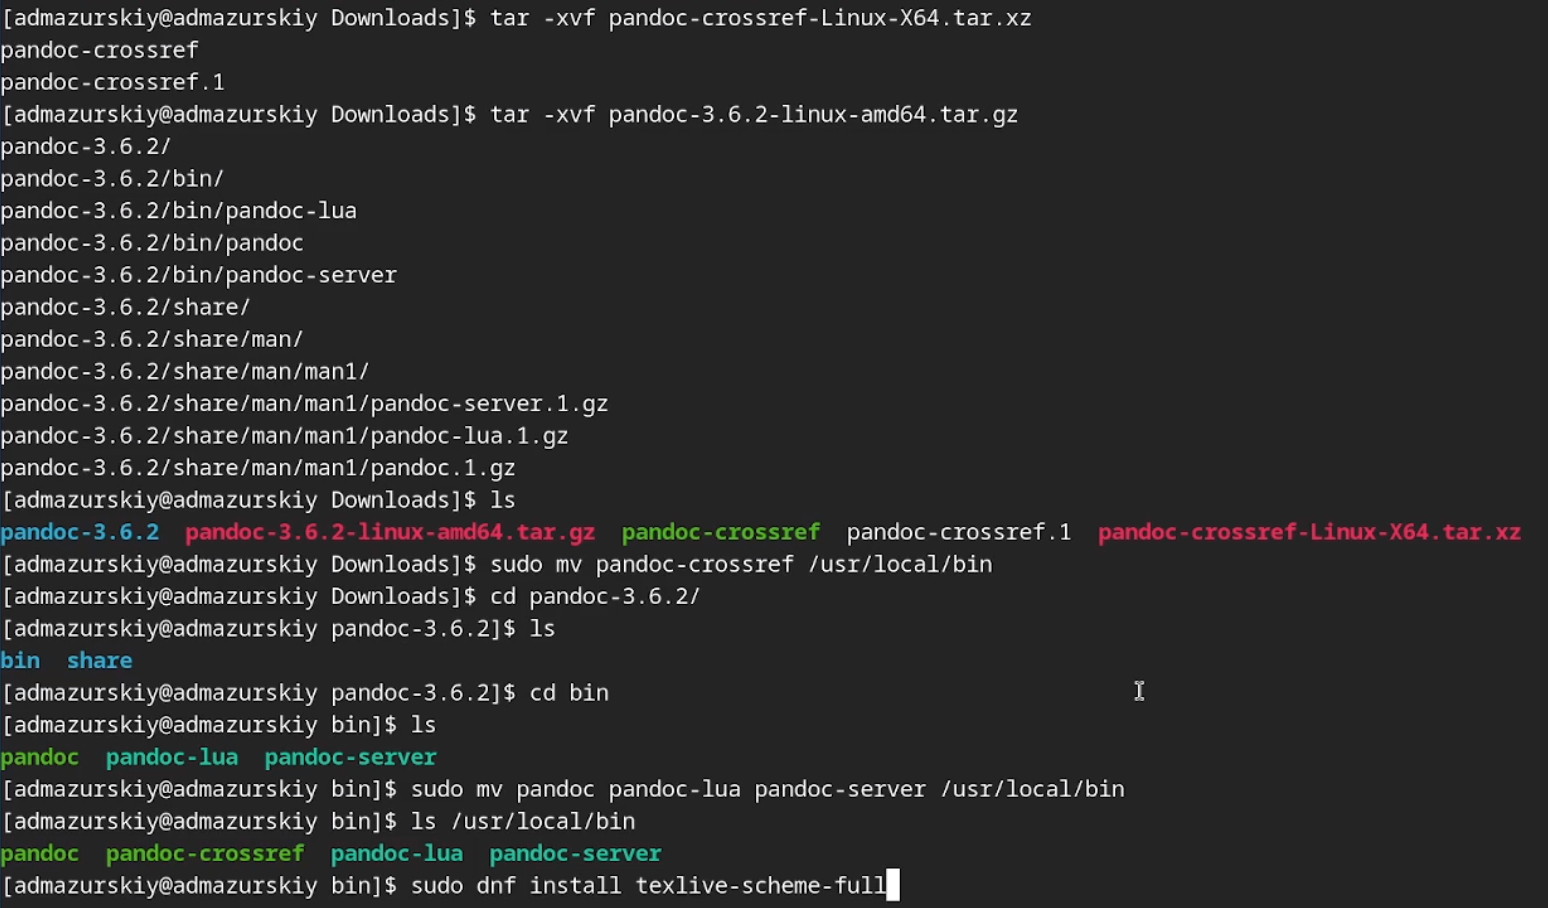 [admazurskiy@admazurskiy Downloads]$ tar -xvf pandoc-crossref-Linux-X64.tar.xz
pandoc-crossref
pandoc-crossref.1
[admazurskiy@admazurskiy Downloads]$ tar -xvf pandoc-3.6.2-linux-amd64.tar.gz
pandoc-3.6.2/
pandoc-3.6.2/bin/
pandoc-3.6.2/bin/pandoc-lua
pandoc-3.6.2/bin/pandoc
pandoc-3.6.2/bin/pandoc-server
pandoc-3.6.2/share/
pandoc-3.6.2/share/man/
pandoc-3.6.2/share/man/man1/
pandoc-3.6.2/share/man/man1/pandoc-server.1.gz
pandoc-3.6.2/share/man/man1/pandoc-lua.1.gz
pandoc-3.6.2/share/man/man1/pandoc.1.gz
[admazurskiy@admazurskiy Downloads]$ ls
pandoc-3.6.2  pandoc-3.6.2-linux-amd64.tar.gz  pandoc-crossref  pandoc-crossref.1  pandoc-crossref-Linux-X64.tar.xz
[admazurskiy@admazurskiy Downloads]$ sudo mv pandoc-crossref /usr/local/bin
[admazurskiy@admazurskiy Downloads]$ cd pandoc-3.6.2/
[admazurskiy@admazurskiy pandoc-3.6.2]$ ls
bin  share
[admazurskiy@admazurskiy pandoc-3.6.2]$ cd bin
[admazurskiy@admazurskiy bin]$ ls
pandoc  pandoc-lua  pandoc-server
[admazurskiy@admazurskiy bin]$ sudo mv pandoc pandoc-lua pandoc-server /usr/local/bin
[admazurskiy@admazurskiy bin]$ ls /usr/local/bin
pandoc  pandoc-crossref  pandoc-lua  pandoc-server
[admazurskiy@admazurskiy bin]$ sudo dnf install texlive-scheme-full